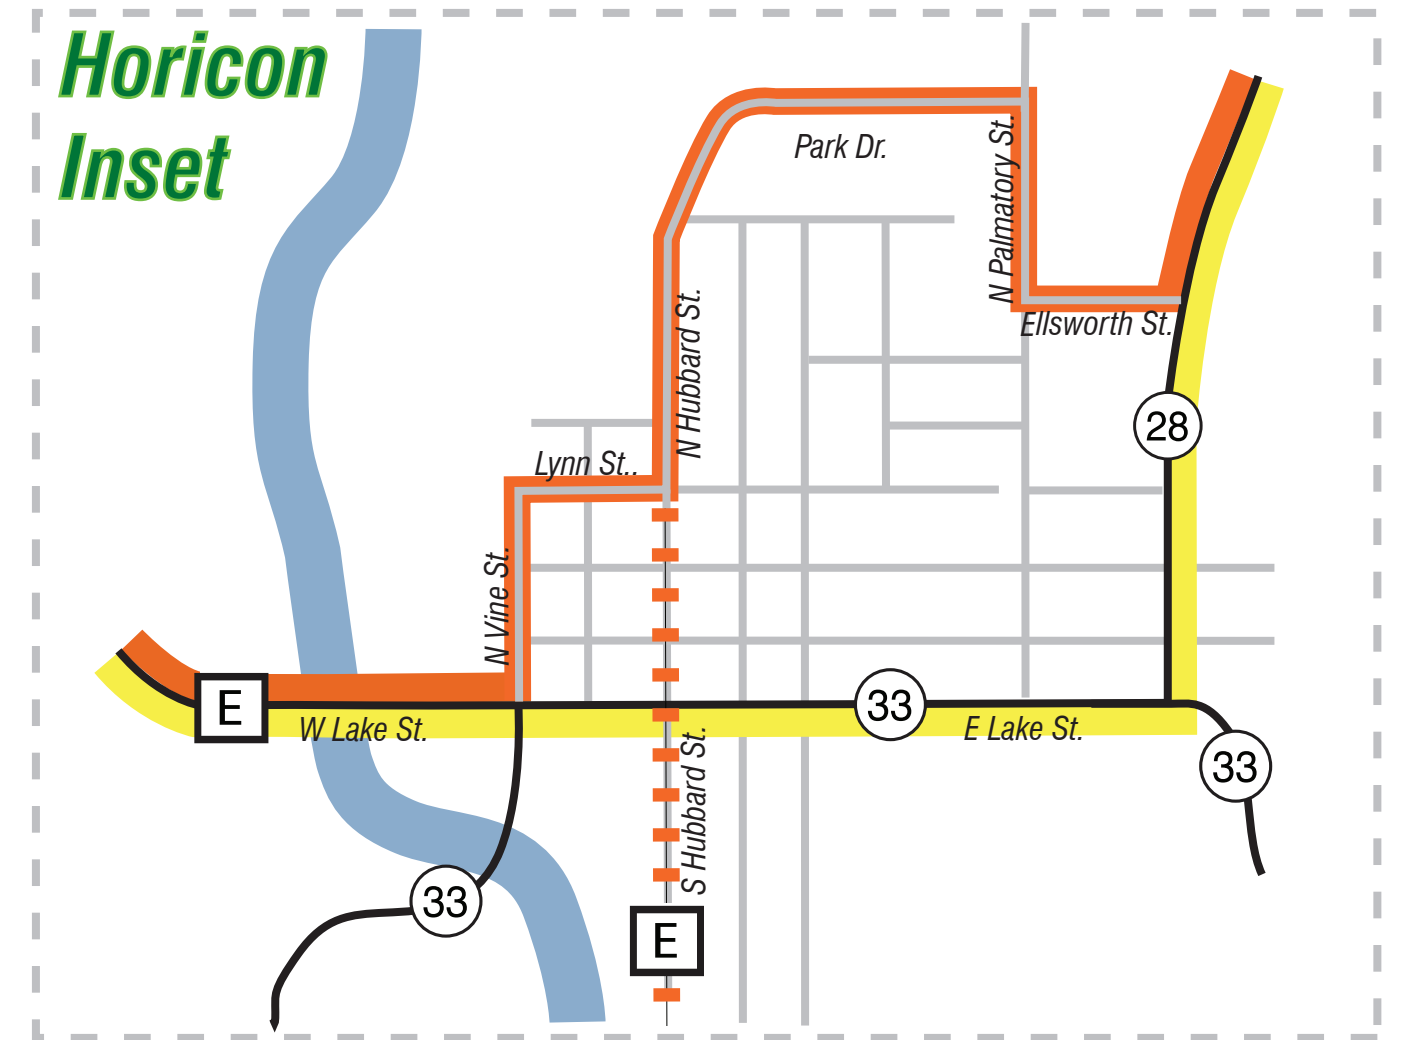 Horicon
Inset
Park Dr.
N Palmatory St.
Ellsworth St.
N Hubbard St.
28
Lynn St..
N Vine St.
E
W Lake St.
33
E Lake St.
S Hubbard St.
33
33
E